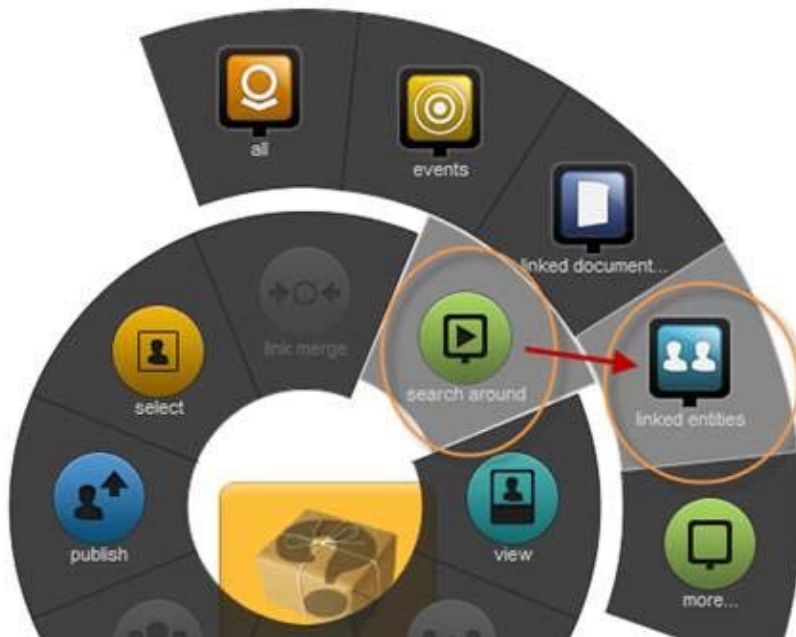 all
events
linked document...
link merge
search around
linked entities
select
publish
view
more...